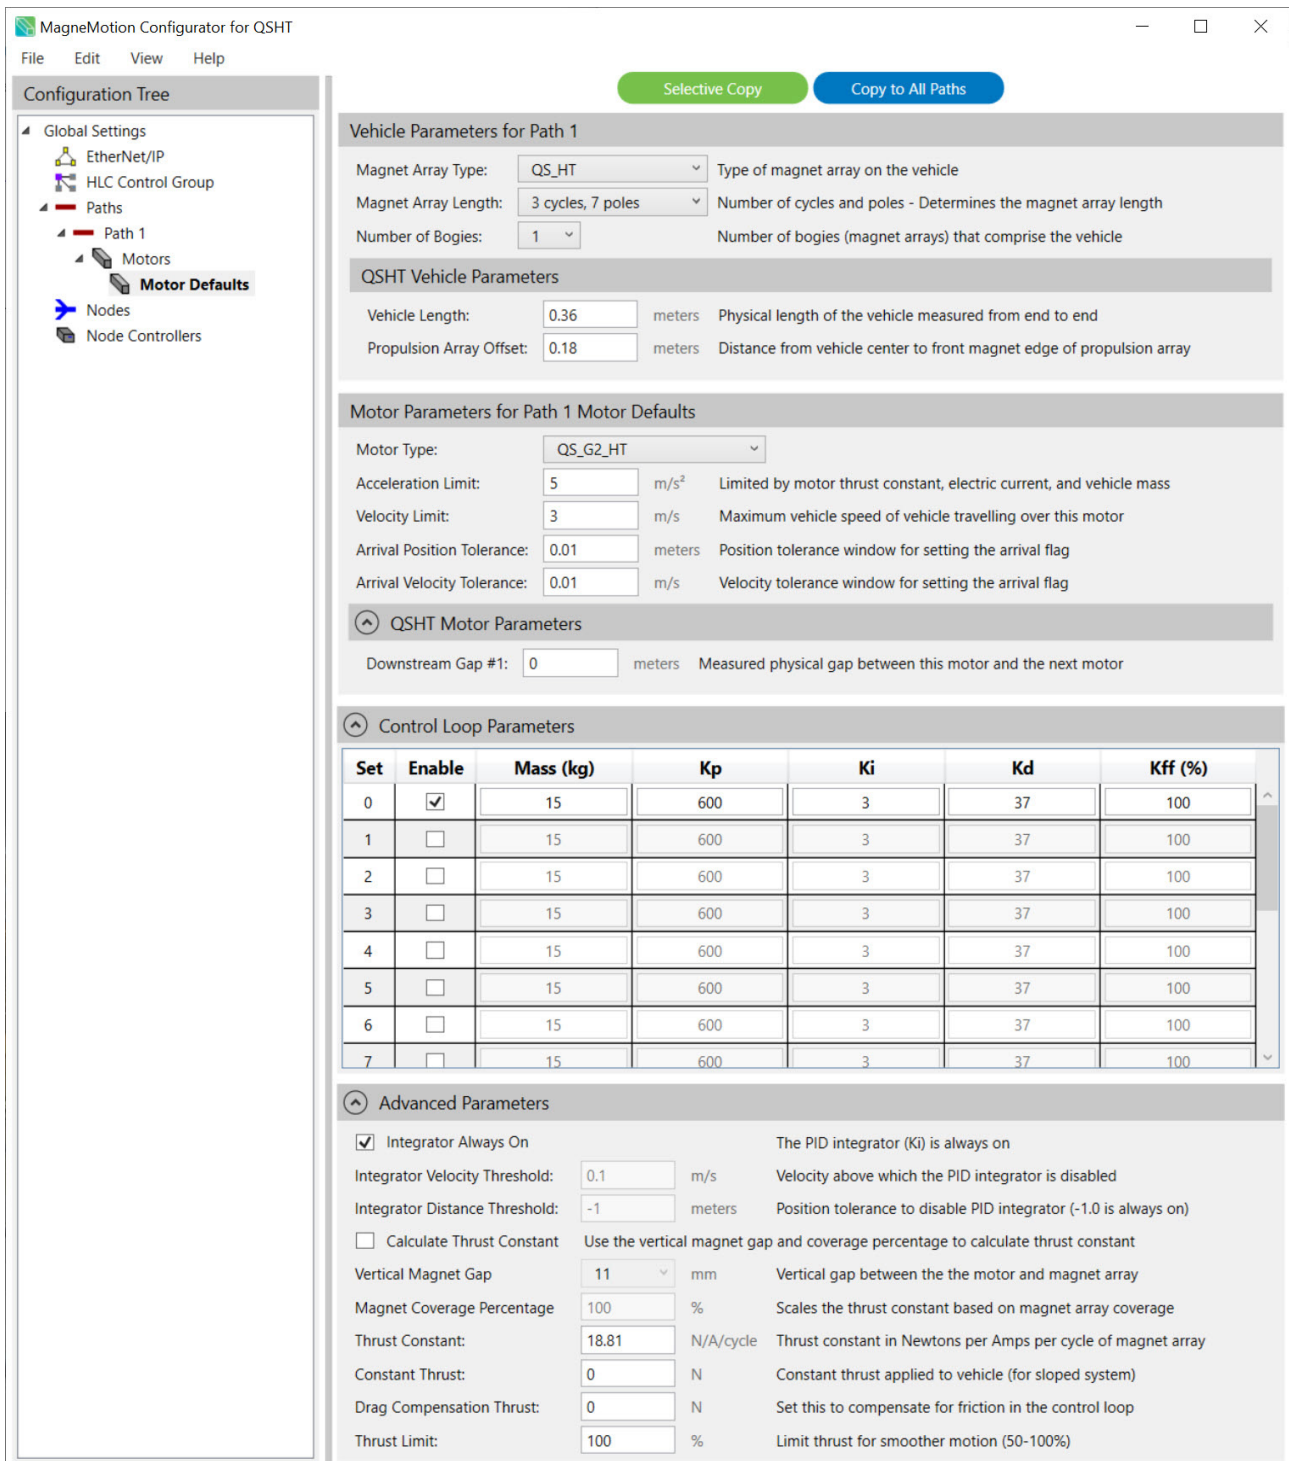 MagneMotion Configurator for QSHT
File Edit View Help
Configuration Tree
Global Settings
EtherNet/IP
HLC Control Group
Paths
Path 1
Motors
Motor Defaults
Nodes
Node Controllers
Selective Copy Copy to All Paths
Vehicle Parameters for Path 1
Magnet Array Type: QS_HT Type of magnet array on the vehicle
Magnet Array Length: 3 cycles, 7 poles Number of cycles and poles - Determines the magnet array length
Number of Bogies: 1 Number of bogies (magnet arrays) that comprise the vehicle
QSHT Vehicle Parameters
Vehicle Length: 0.36 meters Physical length of the vehicle measured from end to end
Propulsion Array Offset: 0.18 meters Distance from vehicle center to front magnet edge of propulsion array
Motor Parameters for Path 1 Motor Defaults
Motor Type: QS_G2_HT
Acceleration Limit: 5 m/s² Limited by motor thrust constant, electric current, and vehicle mass
Velocity Limit: 3 m/s Maximum vehicle speed of vehicle travelling over this motor
Arrival Position Tolerance: 0.01 meters Position tolerance window for setting the arrival flag
Arrival Velocity Tolerance: 0.01 m/s Velocity tolerance window for setting the arrival flag
QSHT Motor Parameters
Downstream Gap #1: 0 meters Measured physical gap between this motor and the next motor
Control Loop Parameters
Set Enable Mass (kg) Kp Ki Kd Kff (%)
0 15 600 3 37 100
1 15 600 3 37 100
2 15 600 3 37 100
3 15 600 3 37 100
4 15 600 3 37 100
5 15 600 3 37 100
6 15 600 3 37 100
7 15 600 3 37 100
Advanced Parameters
Integrator Always On The PID integrator (Ki) is always on
Integrator Velocity Threshold: 0.1 m/s Velocity above which the PID integrator is disabled
Integrator Distance Threshold: -1 meters Position tolerance to disable PID integrator (-1.0 is always on)
Calculate Thrust Constant Use the vertical magnet gap and coverage percentage to calculate thrust constant
Vertical Magnet Gap 11 mm Vertical gap between the the motor and magnet array
Magnet Coverage Percentage 100 % Scales the thrust constant based on magnet array coverage
Thrust Constant: 18.81 N/A/cycle Thrust constant in Newtons per Amps per cycle of magnet array
Constant Thrust: 0 N Constant thrust applied to vehicle (for sloped system)
Drag Compensation Thrust: 0 N Set this to compensate for friction in the control loop
Thrust Limit: 100 % Limit thrust for smoother motion (50-100%)